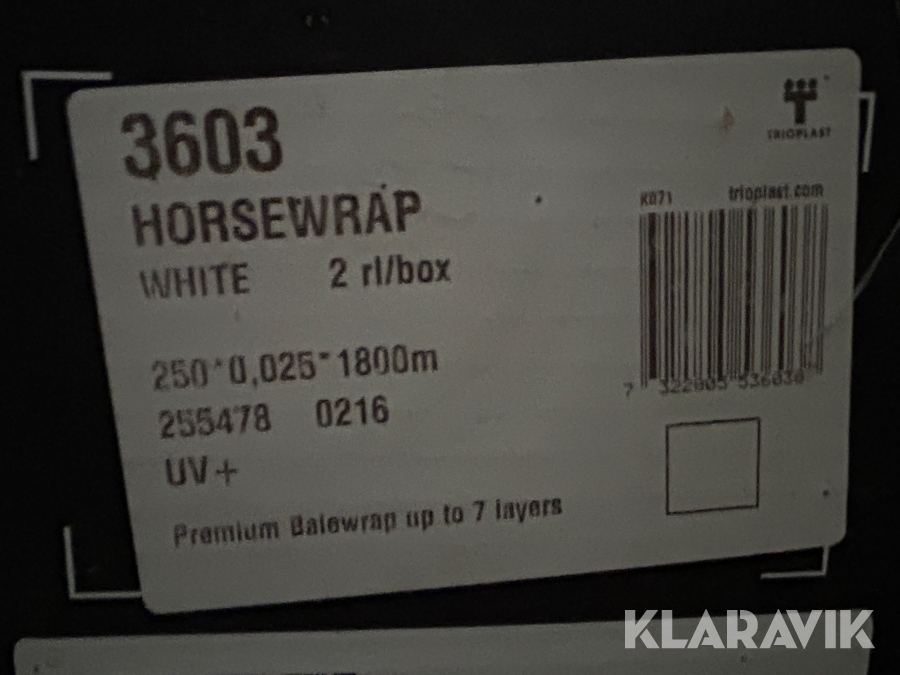 3603
TRIOPLAST
HORSEWRAP
K071 trioplast.com
WHITE 2 rl/box
250*0,025*1800m
7 322805 536036
255478 0216
UV+
Premium Balewrap up to 7 layers
KLARAVIK